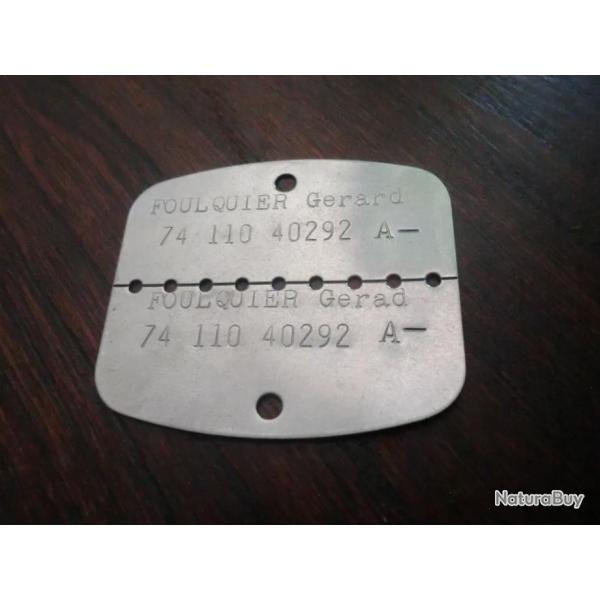 FOULQUIER Gerard
74 110 40292 A-
FOULQUIER Gerad
74 110 40292 A-
NaturaBuy